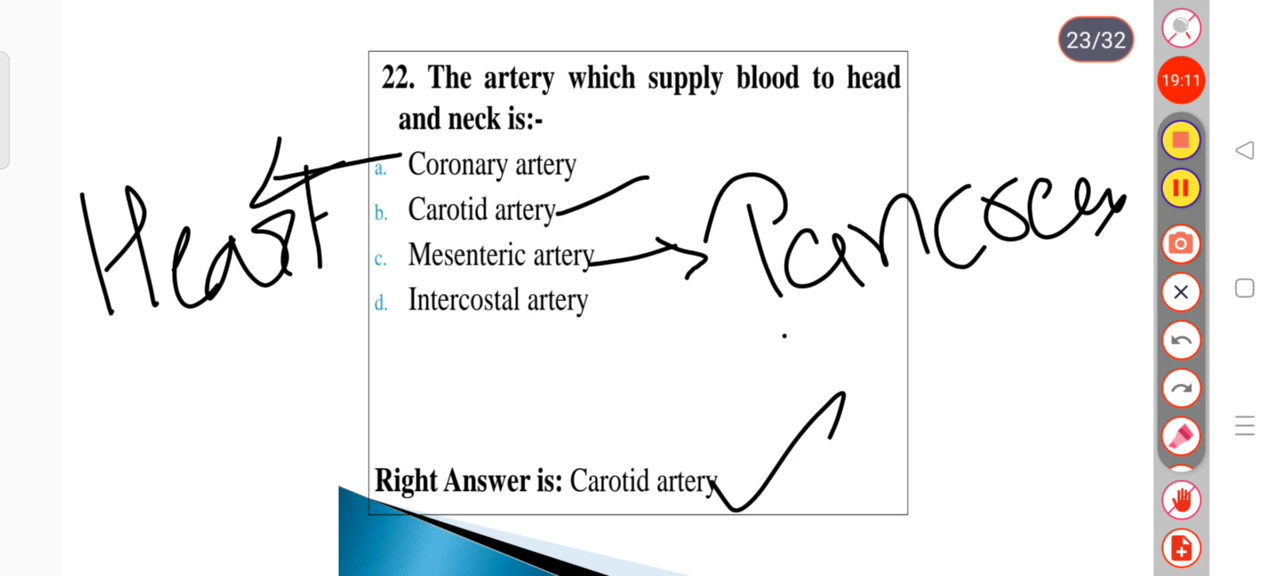 23/32
19:11
22. The artery which supply blood to head
and neck is:-
a. Coronary artery
b. Carotid artery
c. Mesenteric artery
d. Intercostal artery
Heart
Right Answer is: Carotid artery